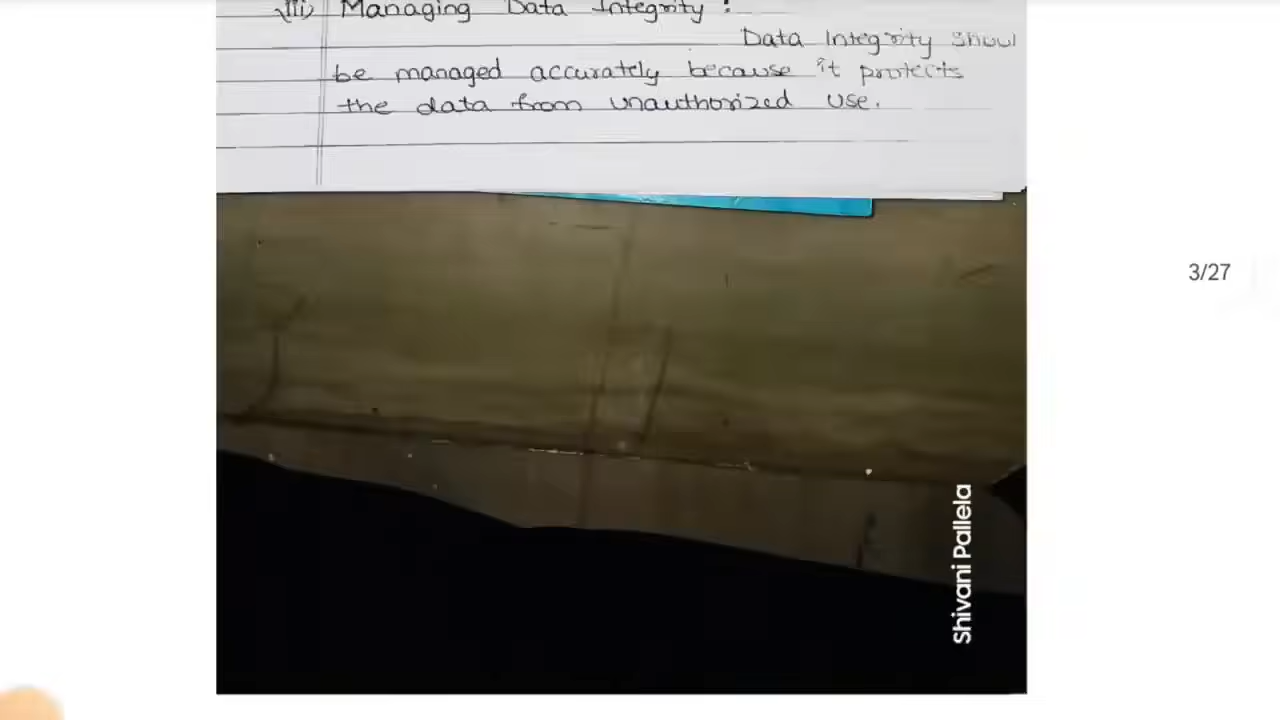 viii) Managing Data Integrity :
Data Integrity shoul
be managed accurately because it protects
the data from unauthorized use.
3/27
Shivani Pallela